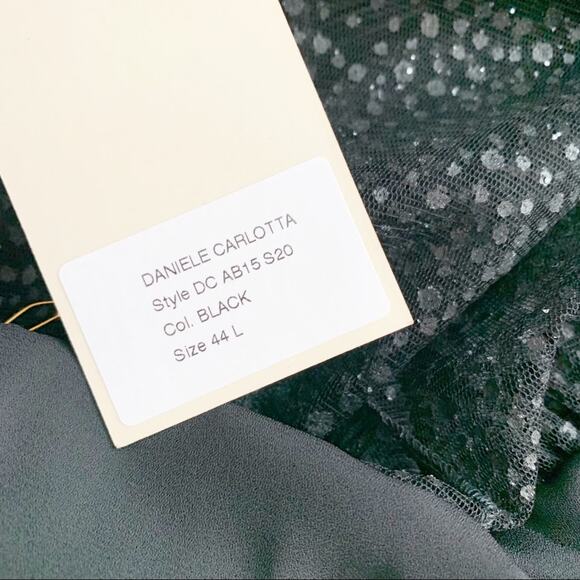 DANIELE CARLOTTA
Style DC AB15 S20
Col. BLACK
Size 44 L